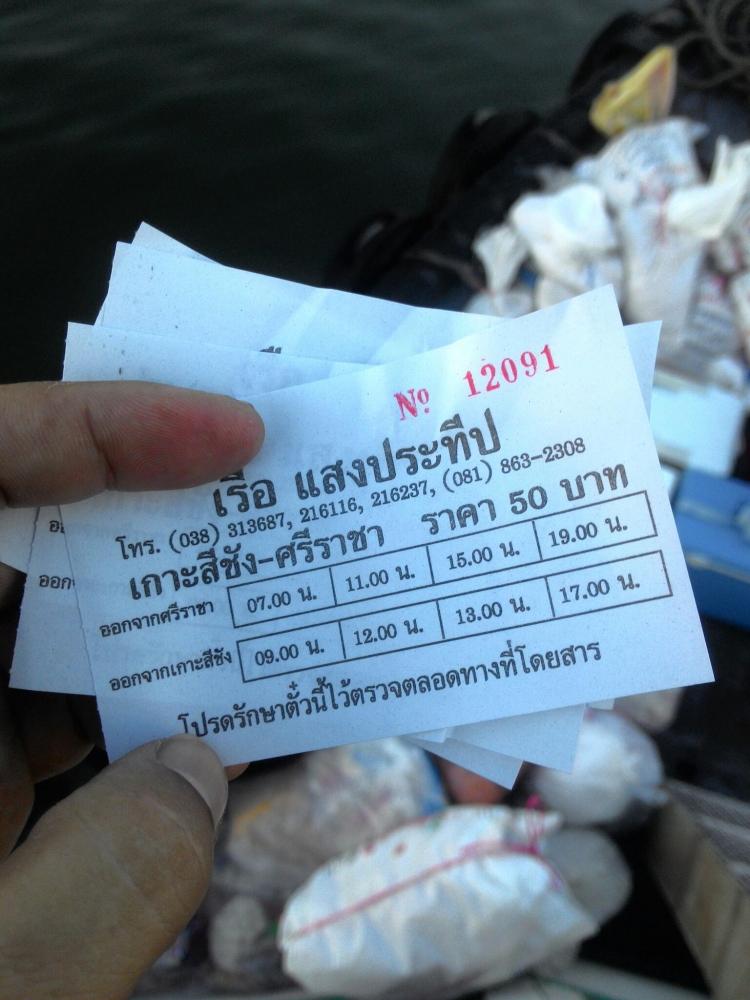 № 12091
เรือ แสงประทีป
โทร. (038) 313687, 216116, 216237, (081) 863-2308
เกาะสีชัง-ศรีราชา ราคา 50 บาท
ออกจากศรีราชา 07.00 น. 11.00 น. 15.00 น. 19.00 น.
ออกจากเกาะสีชัง 09.00 น. 12.00 น. 13.00 น. 17.00 น.
โปรดรักษาตั๋วนี้ไว้ตรวจตลอดทางที่โดยสาร